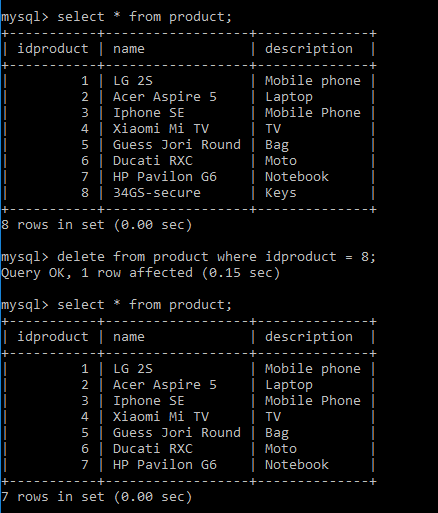 mysql> select * from product;
+-----------+------------------+--------------+
| idproduct | name             | description  |
+-----------+------------------+--------------+
|         1 | LG 2S            | Mobile phone |
|         2 | Acer Aspire 5    | Laptop       |
|         3 | Iphone SE        | Mobile Phone |
|         4 | Xiaomi Mi TV     | TV           |
|         5 | Guess Jori Round | Bag          |
|         6 | Ducati RXC       | Moto         |
|         7 | HP Pavilon G6    | Notebook     |
|         8 | 34GS-secure      | Keys         |
+-----------+------------------+--------------+
8 rows in set (0.00 sec)
mysql> delete from product where idproduct = 8;
Query OK, 1 row affected (0.15 sec)
mysql> select * from product;
+-----------+------------------+--------------+
| idproduct | name             | description  |
+-----------+------------------+--------------+
|         1 | LG 2S            | Mobile phone |
|         2 | Acer Aspire 5    | Laptop       |
|         3 | Iphone SE        | Mobile Phone |
|         4 | Xiaomi Mi TV     | TV           |
|         5 | Guess Jori Round | Bag          |
|         6 | Ducati RXC       | Moto         |
|         7 | HP Pavilon G6    | Notebook     |
+-----------+------------------+--------------+
7 rows in set (0.00 sec)